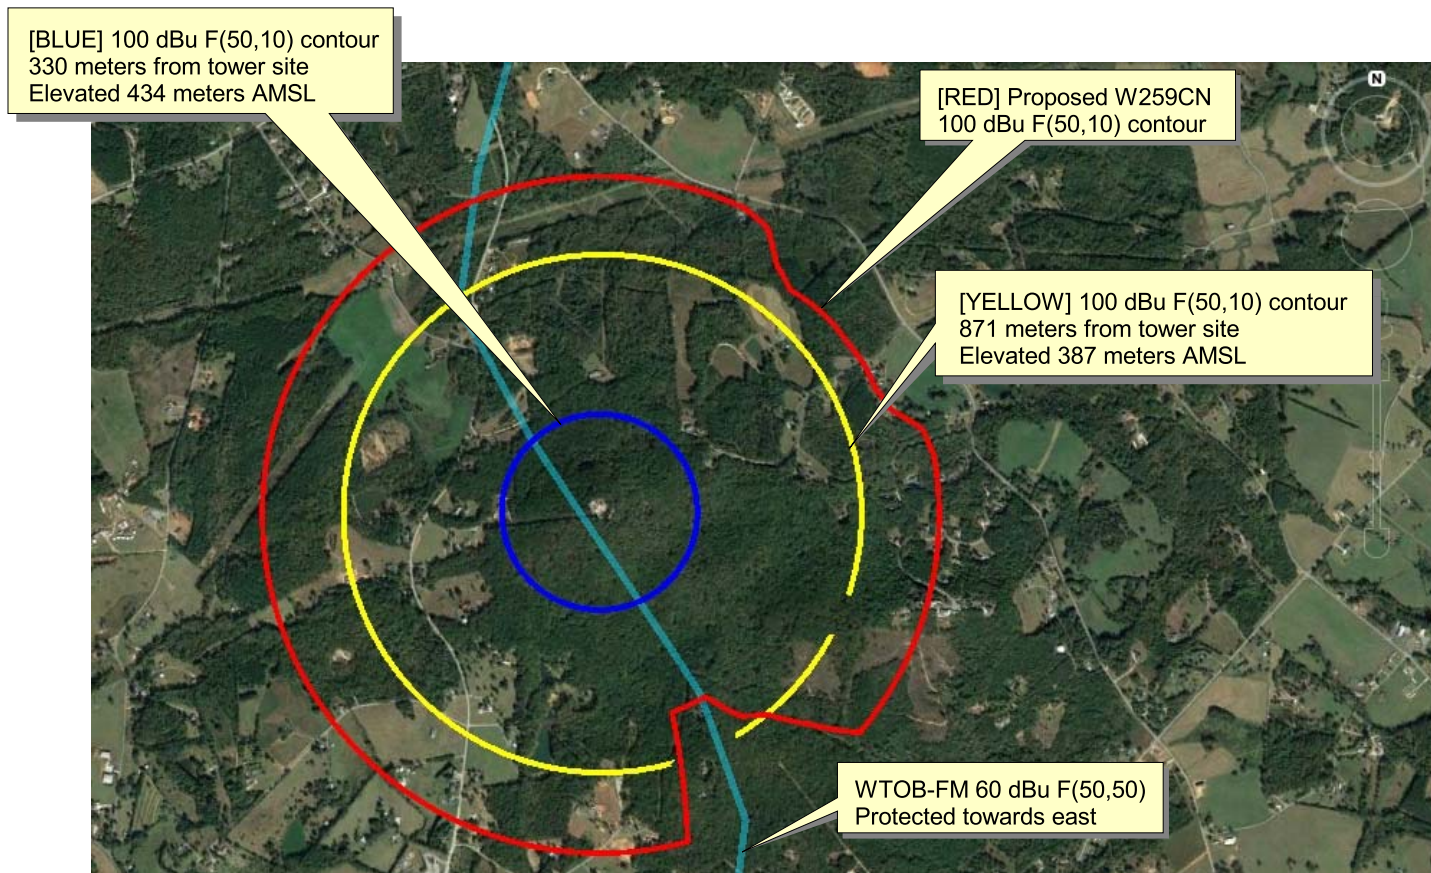 [BLUE] 100 dBu F(50,10) contour
330 meters from tower site
Elevated 434 meters AMSL
[RED] Proposed W259CN
100 dBu F(50,10) contour
N
[YELLOW] 100 dBu F(50,10) contour
871 meters from tower site
Elevated 387 meters AMSL
WTOB-FM 60 dBu F(50,50)
Protected towards east